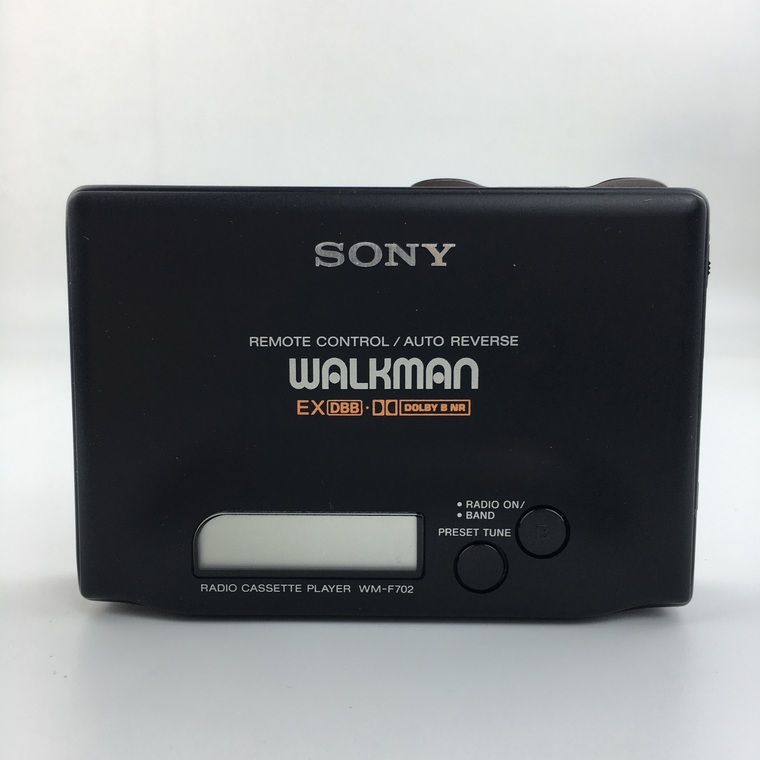 SONY
REMOTE CONTROL / AUTO REVERSE
WALKMAN
EX DBB · DOLBY B NR
• RADIO ON/
• BAND
PRESET TUNE
RADIO CASSETTE PLAYER WM-F702